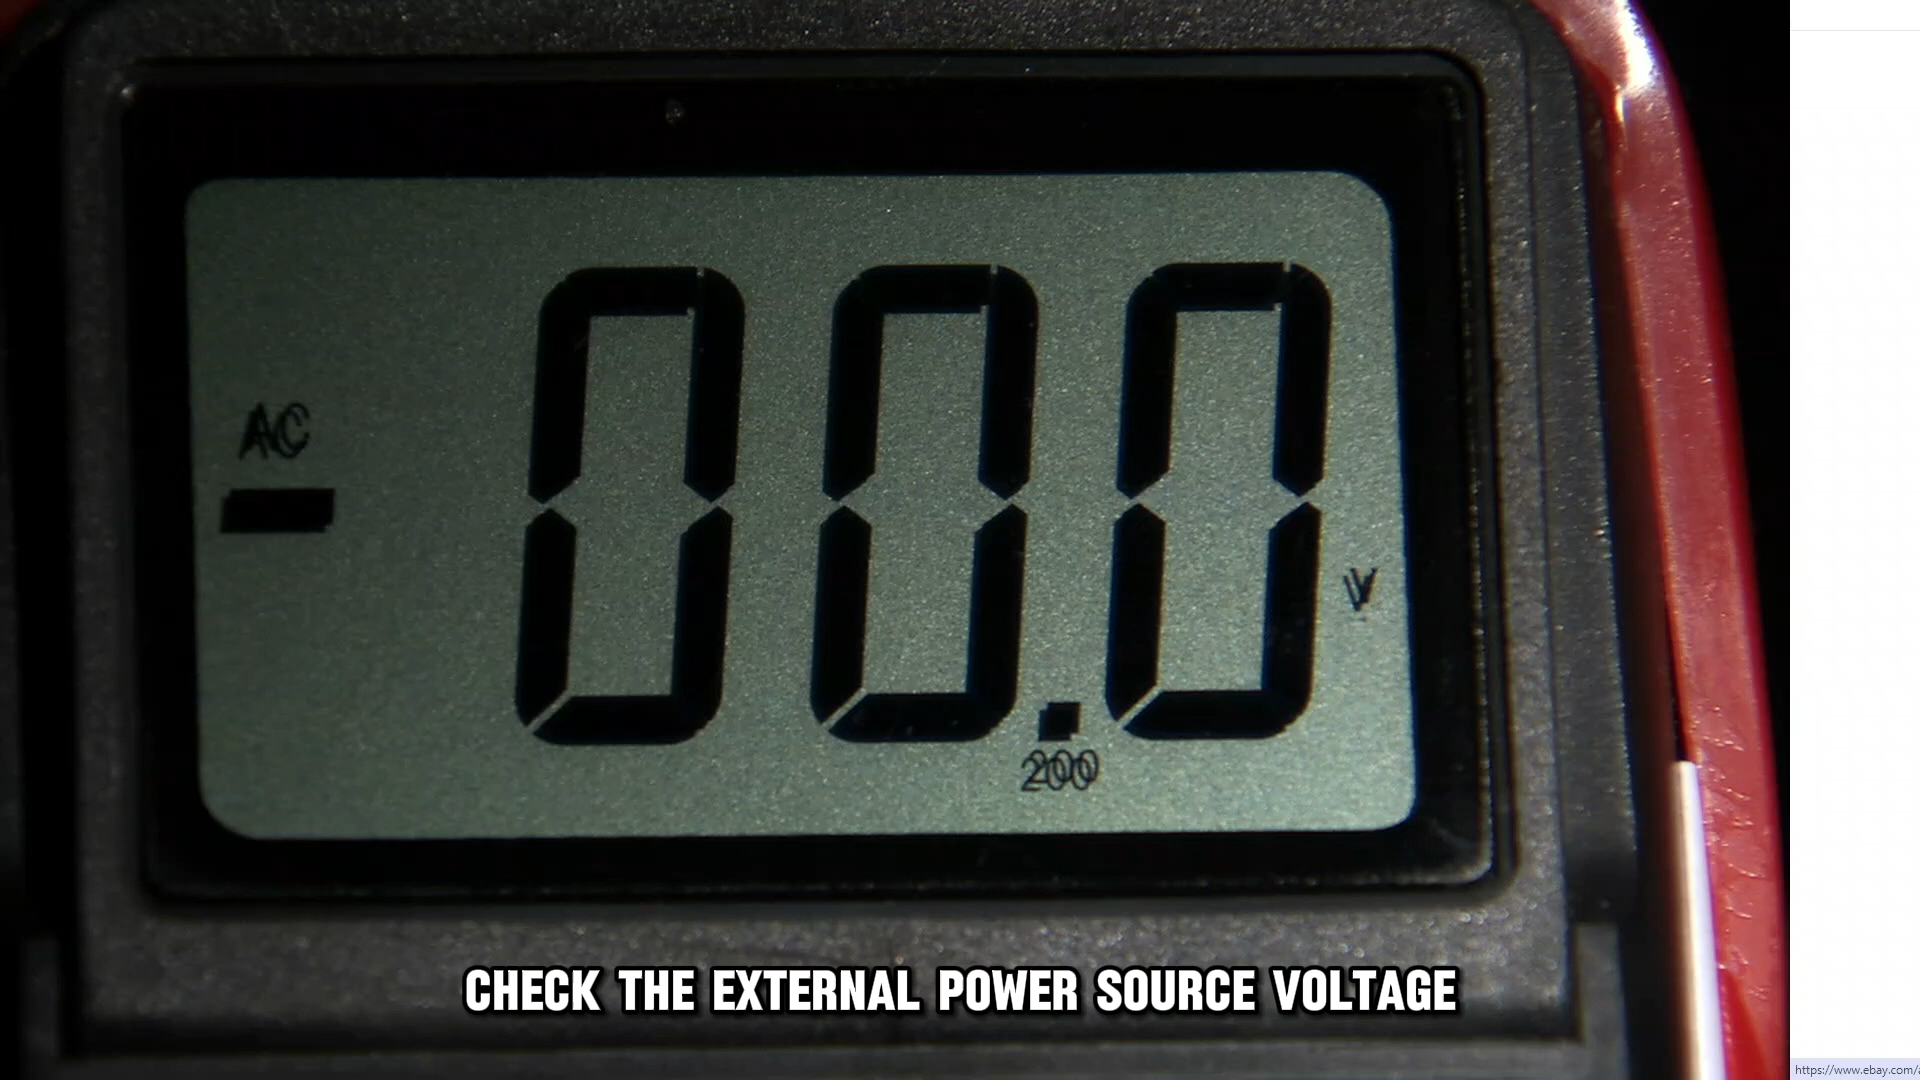 AC
- 00.0
V
200
CHECK THE EXTERNAL POWER SOURCE VOLTAGE
https://www.ebay.com/